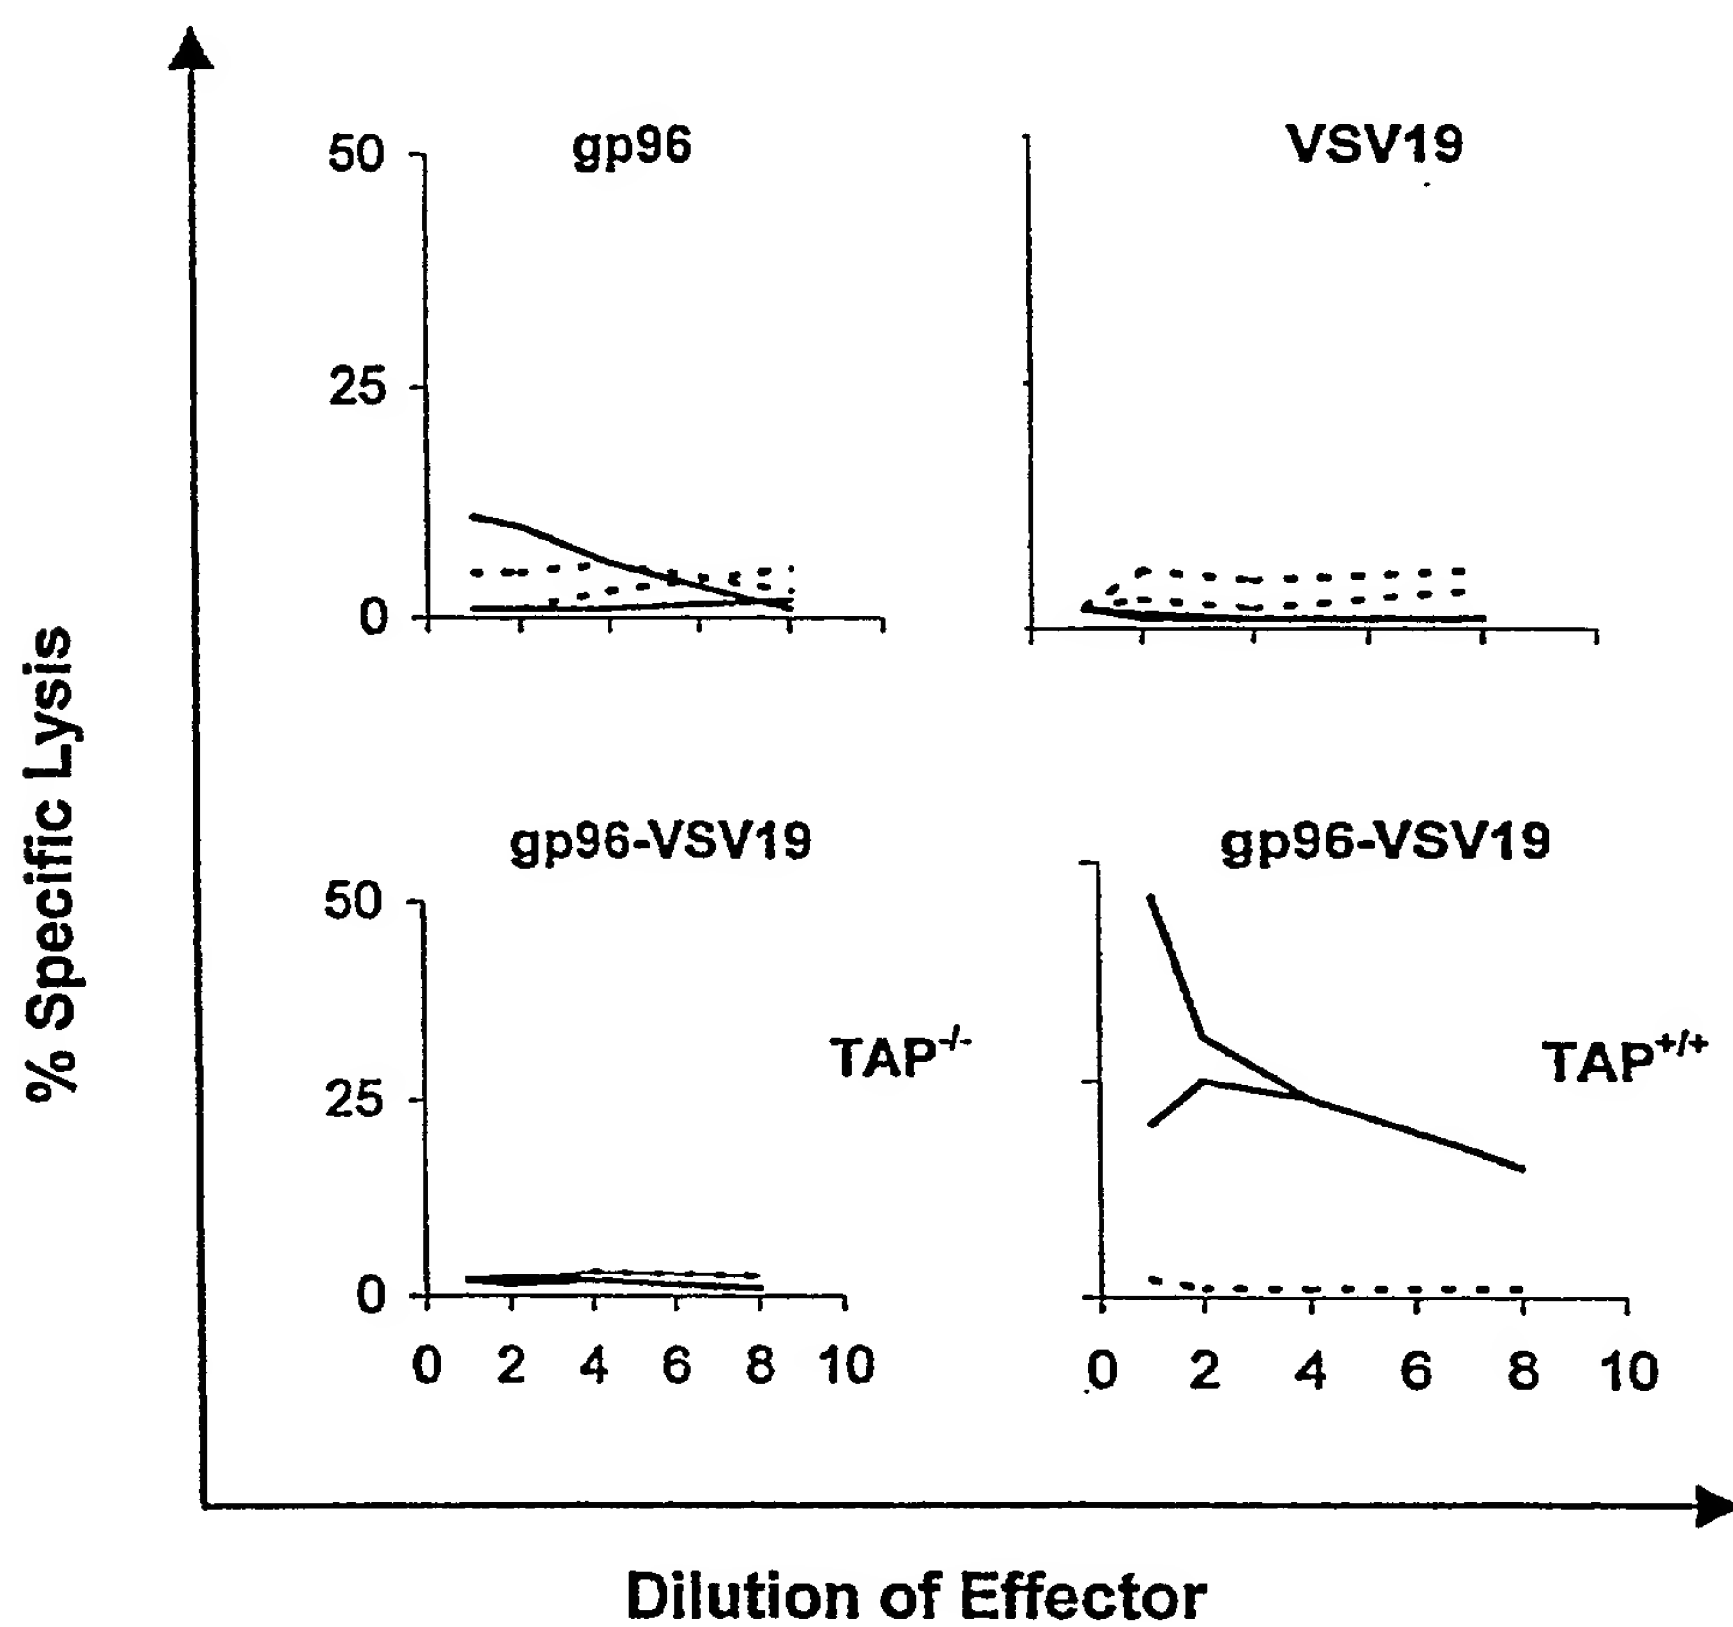 gp96
VSV19
50
25
0
gp96-VSV19
gp96-VSV19
50
25
0
TAP-/-
TAP+/+
0 2 4 6 8 10
0 2 4 6 8 10
% Specific Lysis
Dilution of Effector